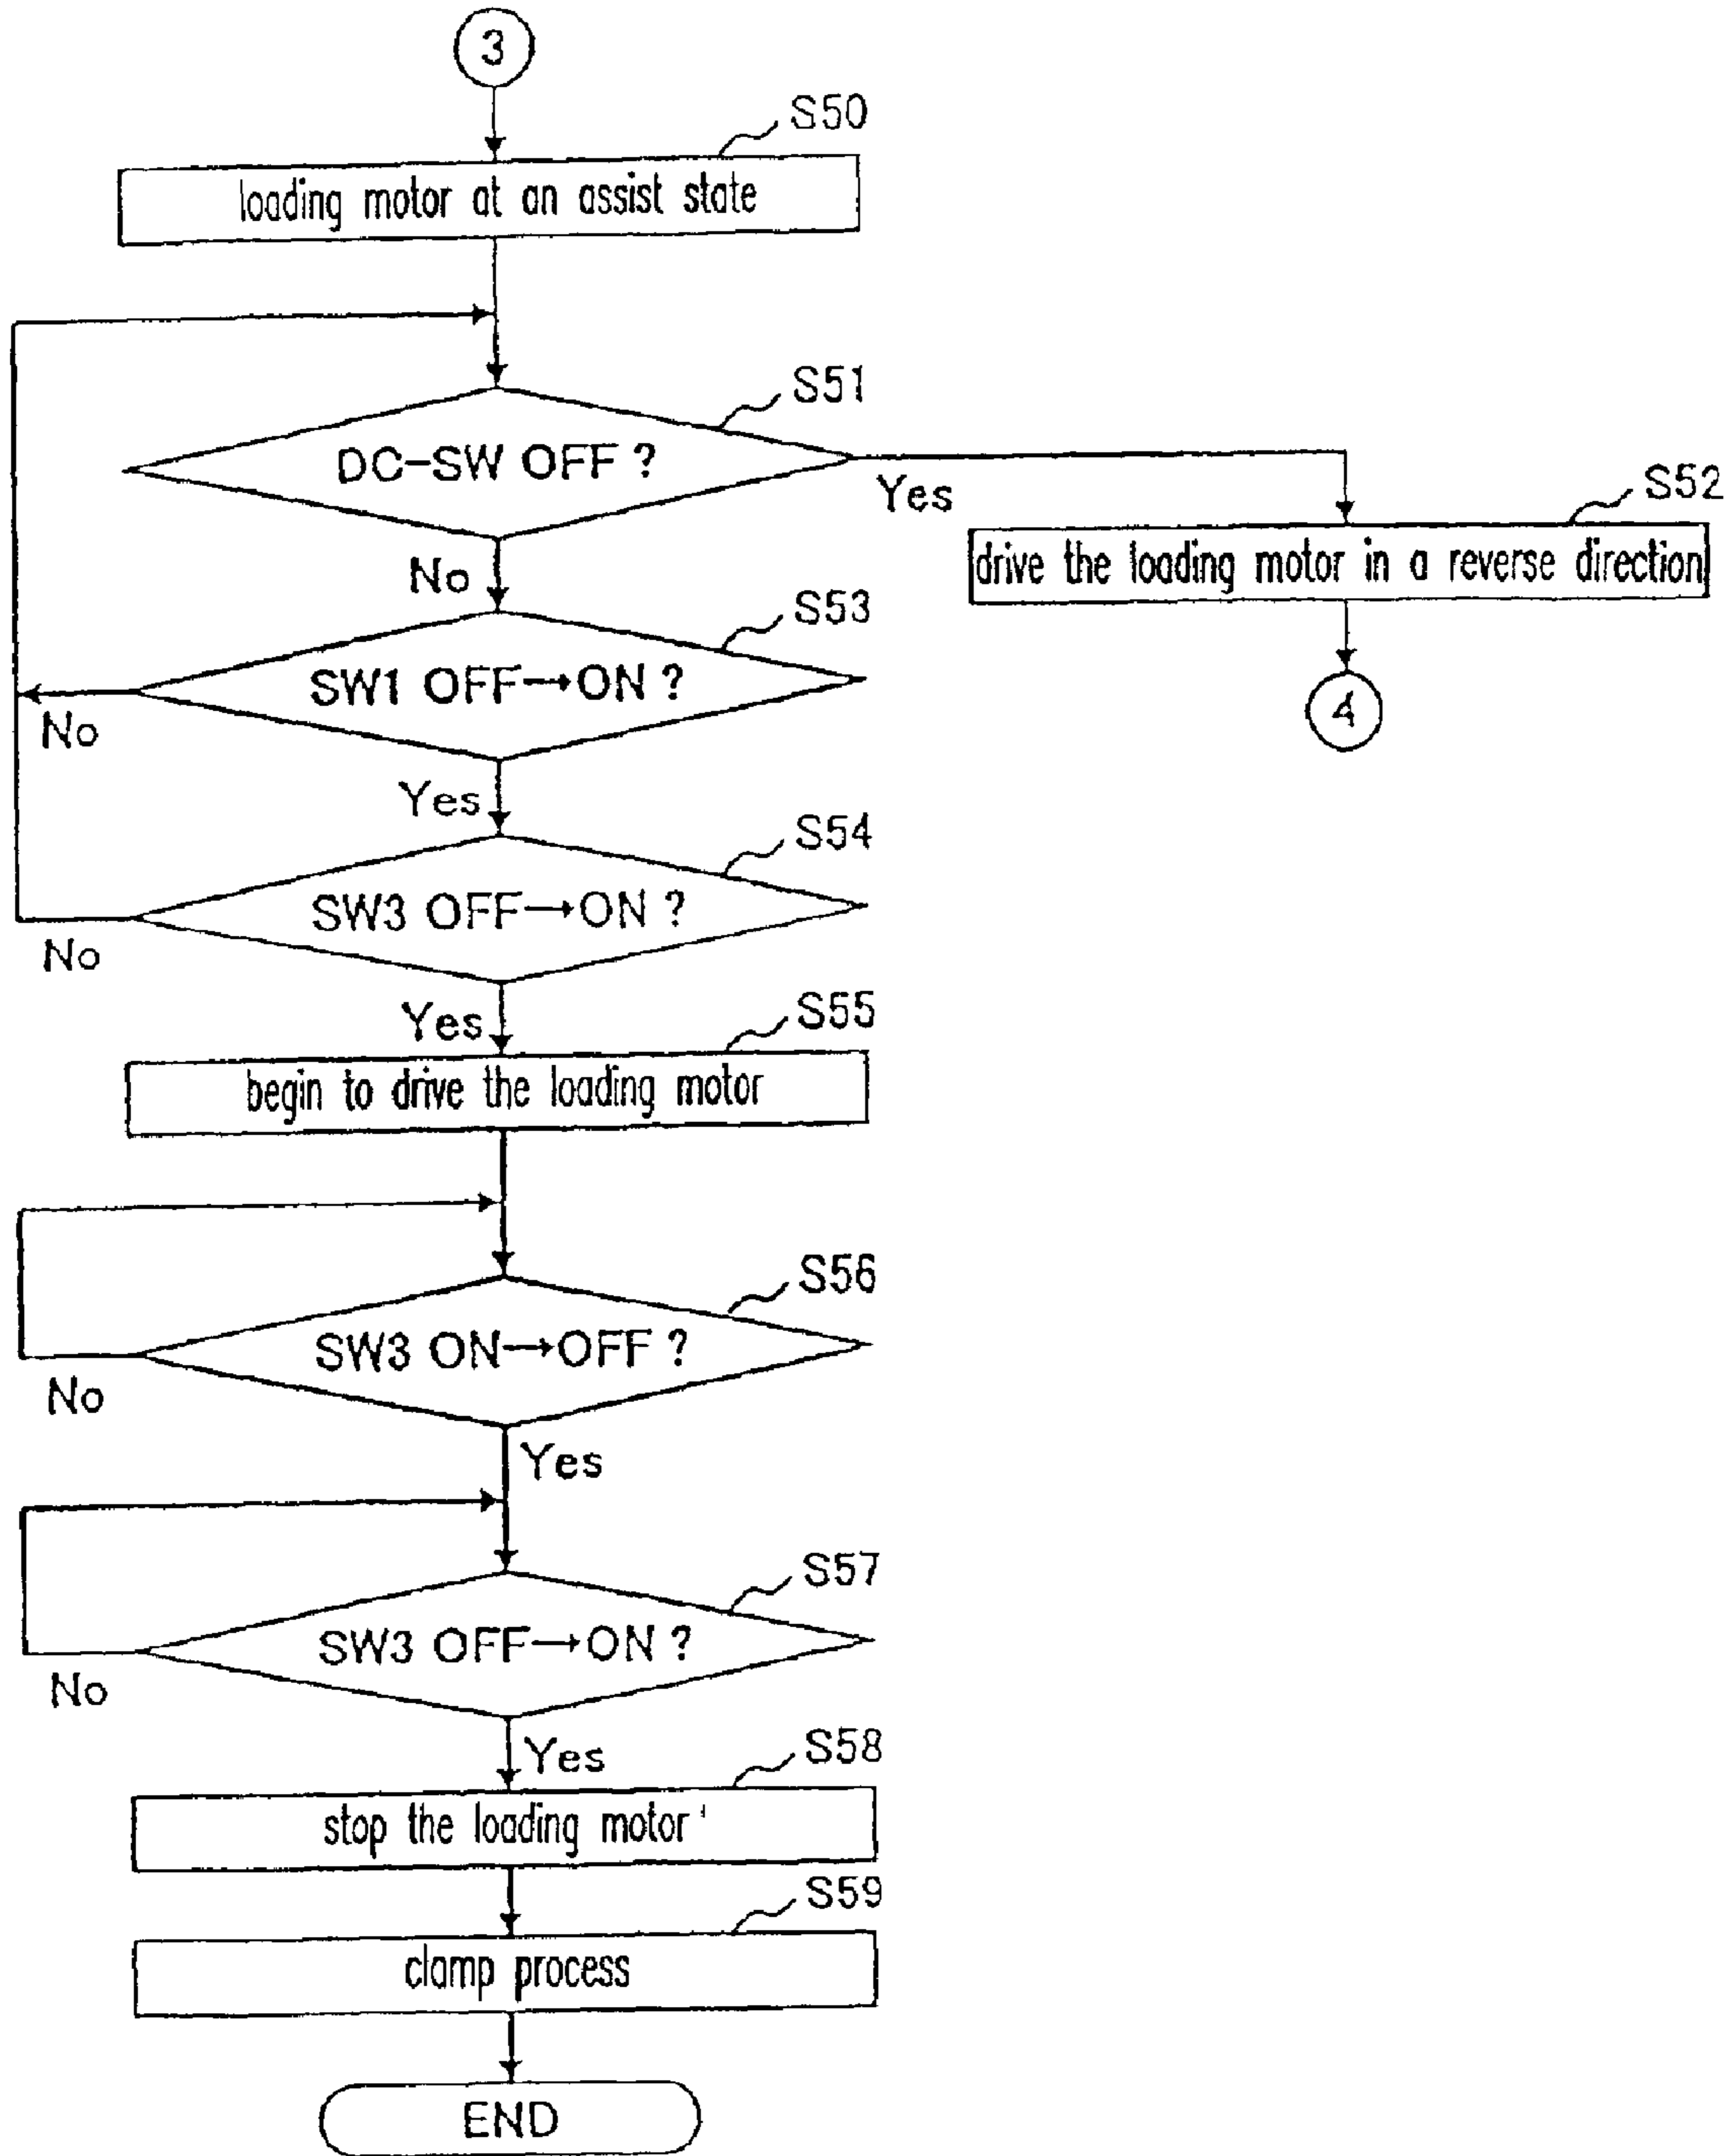 3
S50
loading motor at an assist state
S51
DC-SW OFF ?
Yes
S52
drive the loading motor in a reverse direction
4
No
S53
SW1 OFF→ON ?
No
Yes
S54
SW3 OFF→ON ?
No
Yes
S55
begin to drive the loading motor
S56
SW3 ON→OFF ?
No
Yes
S57
SW3 OFF→ON ?
No
Yes
S58
stop the loading motor
S59
clamp process
END